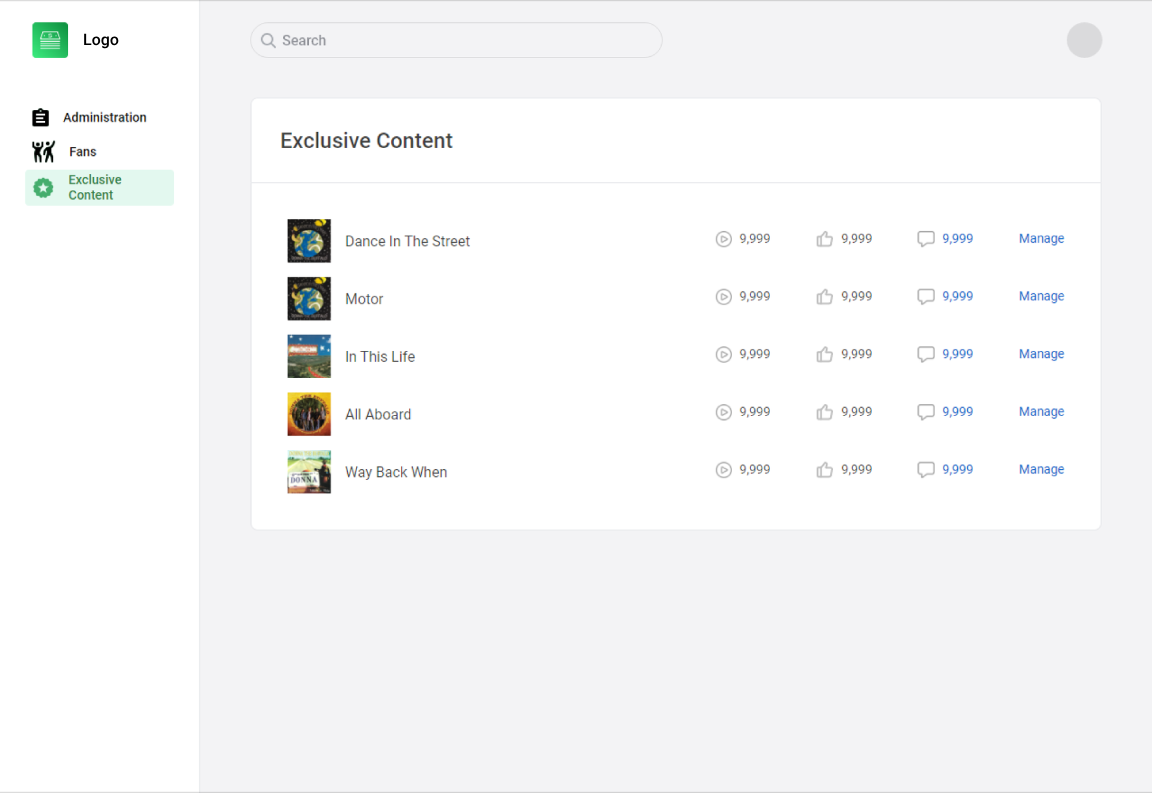 Logo
Search
Administration
Fans
Exclusive
Content
Exclusive Content
Dance In The Street 9,999 9,999 9,999 Manage
Motor 9,999 9,999 9,999 Manage
In This Life 9,999 9,999 9,999 Manage
All Aboard 9,999 9,999 9,999 Manage
Way Back When 9,999 9,999 9,999 Manage
DONNA